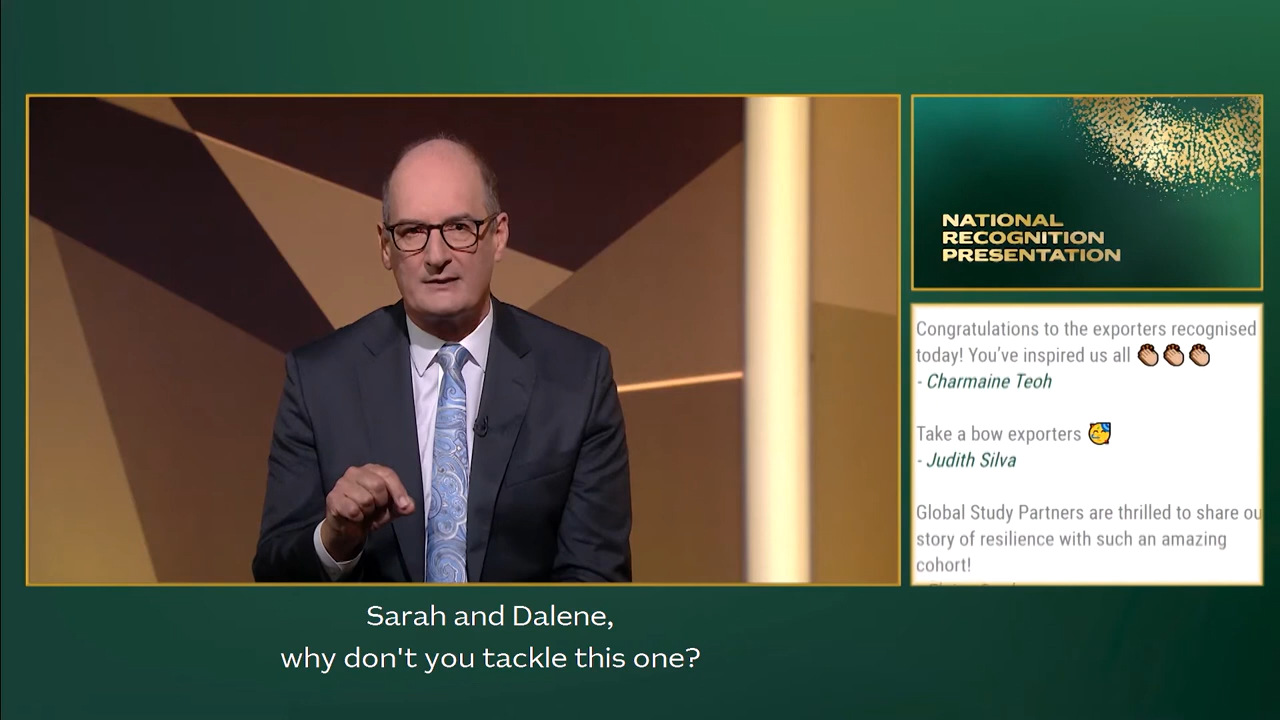 NATIONAL
RECOGNITION
PRESENTATION
Congratulations to the exporters recognised
today! You've inspired us all 👏👏👏
- Charmaine Teoh
Take a bow exporters 🥳
- Judith Silva
Global Study Partners are thrilled to share ou
story of resilience with such an amazing
cohort!
Sarah and Dalene,
why don't you tackle this one?